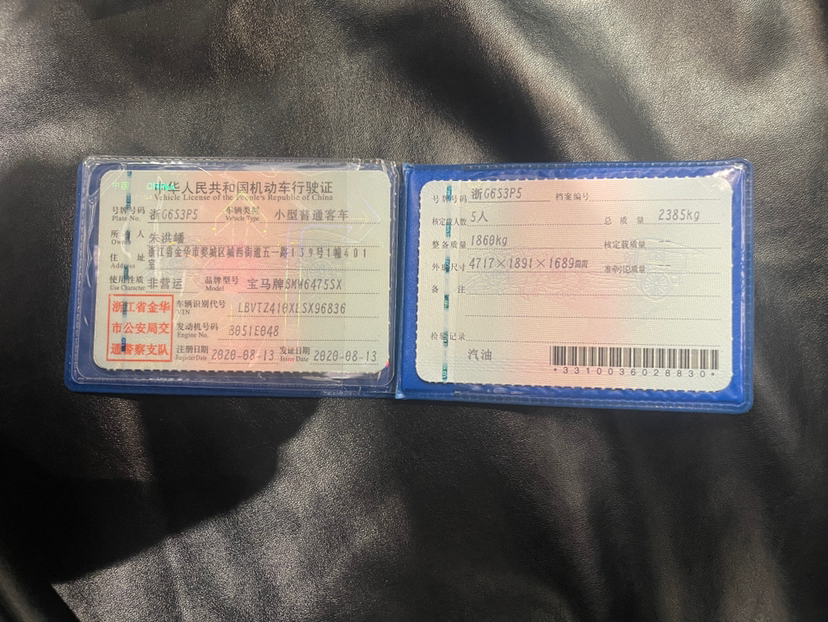 中华人民共和国机动车行驶证
Vehicle License of the People's Republic of China
号牌号码 浙G6S3P5 车辆类型 小型普通客车
Plate No. Vehicle Type
所有人 朱洪皤
Owner
住址 浙江省金华市婺城区城西街道五一路139号1幢401室
Address
使用性质 非营运 品牌型号 宝马牌BMW6475SX
Use Character Model
浙江省金华
市公安局交
通警察支队
车辆识别代号
VIN
发动机号码 B051E048
Engine No.
注册日期 2020-08-13 发证日期 2020-08-13
Register Date Issue Date
号牌号码 浙G6S3P5 档案编号
核定载人数 5人 总质量 2385kg
整备质量 1860kg 核定载质量 --
外廓尺寸 4717×1891×1689mm 准牵引总质量 --
备注
检验记录
汽油
*3310036028830*